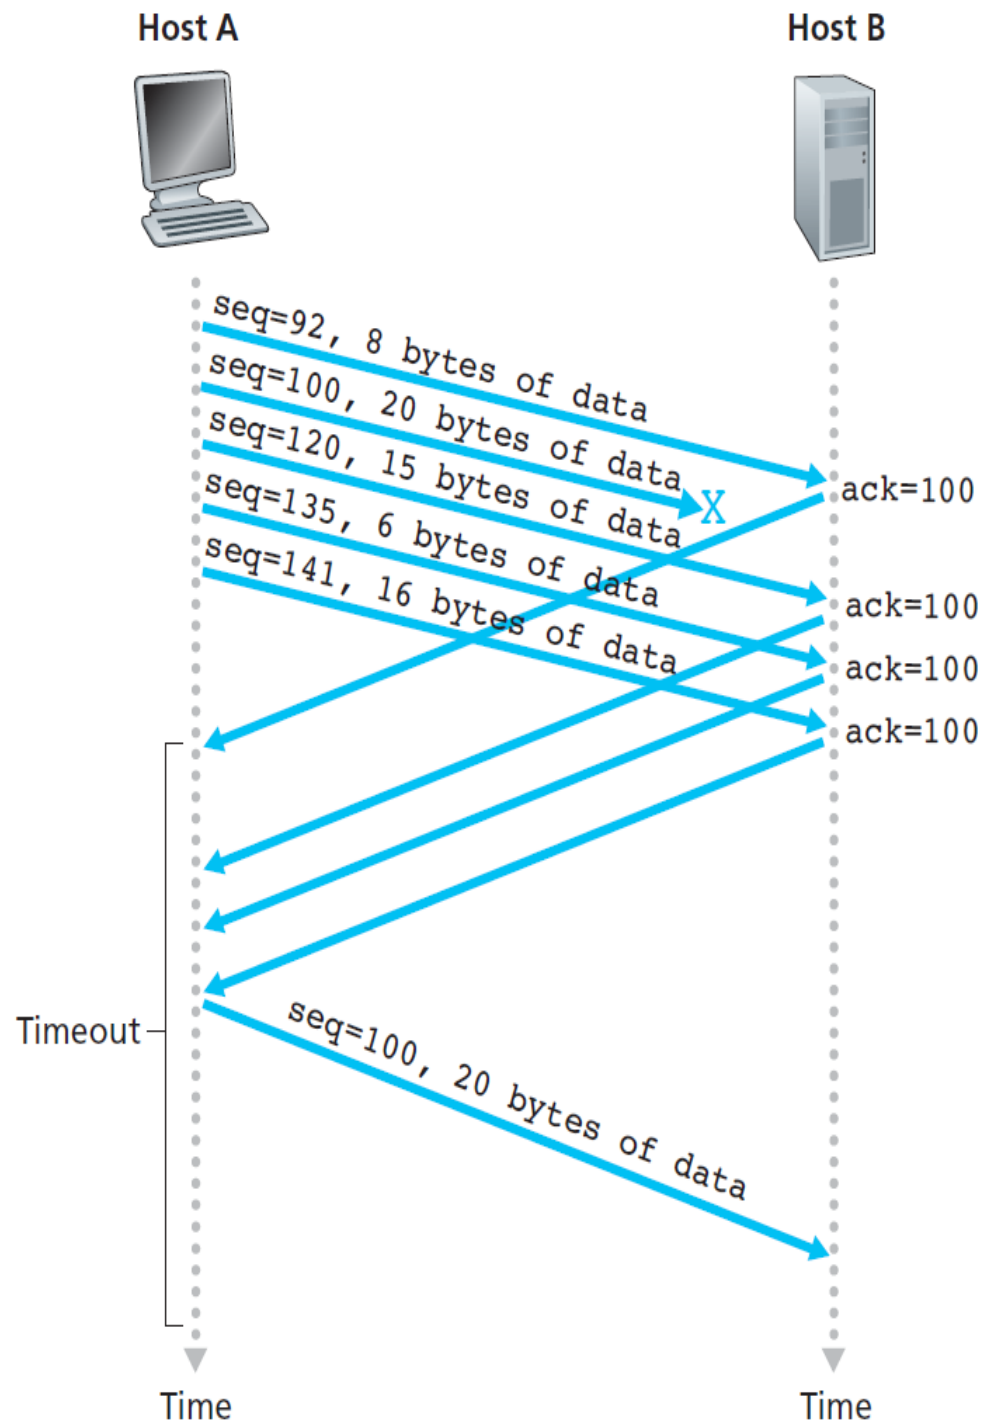 Host A
Host B
seq=92, 8 bytes of data
seq=100, 20 bytes of data
seq=120, 15 bytes of data
seq=135, 6 bytes of data
seq=141, 16 bytes of data
X
ack=100
ack=100
ack=100
ack=100
Timeout
seq=100, 20 bytes of data
Time
Time